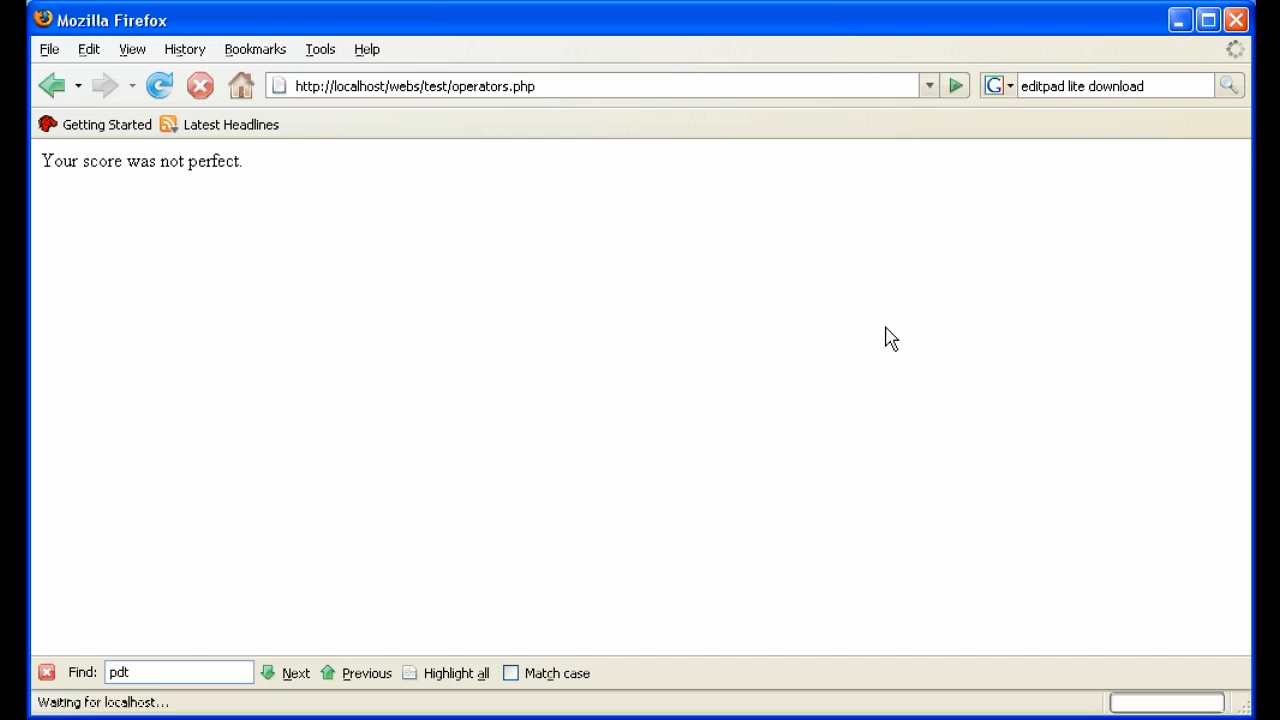 Mozilla Firefox
File Edit View History Bookmarks Tools Help
http://localhost/webs/test/operators.php G editpad lite download
Getting Started Latest Headlines
Your score was not perfect.
Find: pdt Next Previous Highlight all Match case
Waiting for localhost...